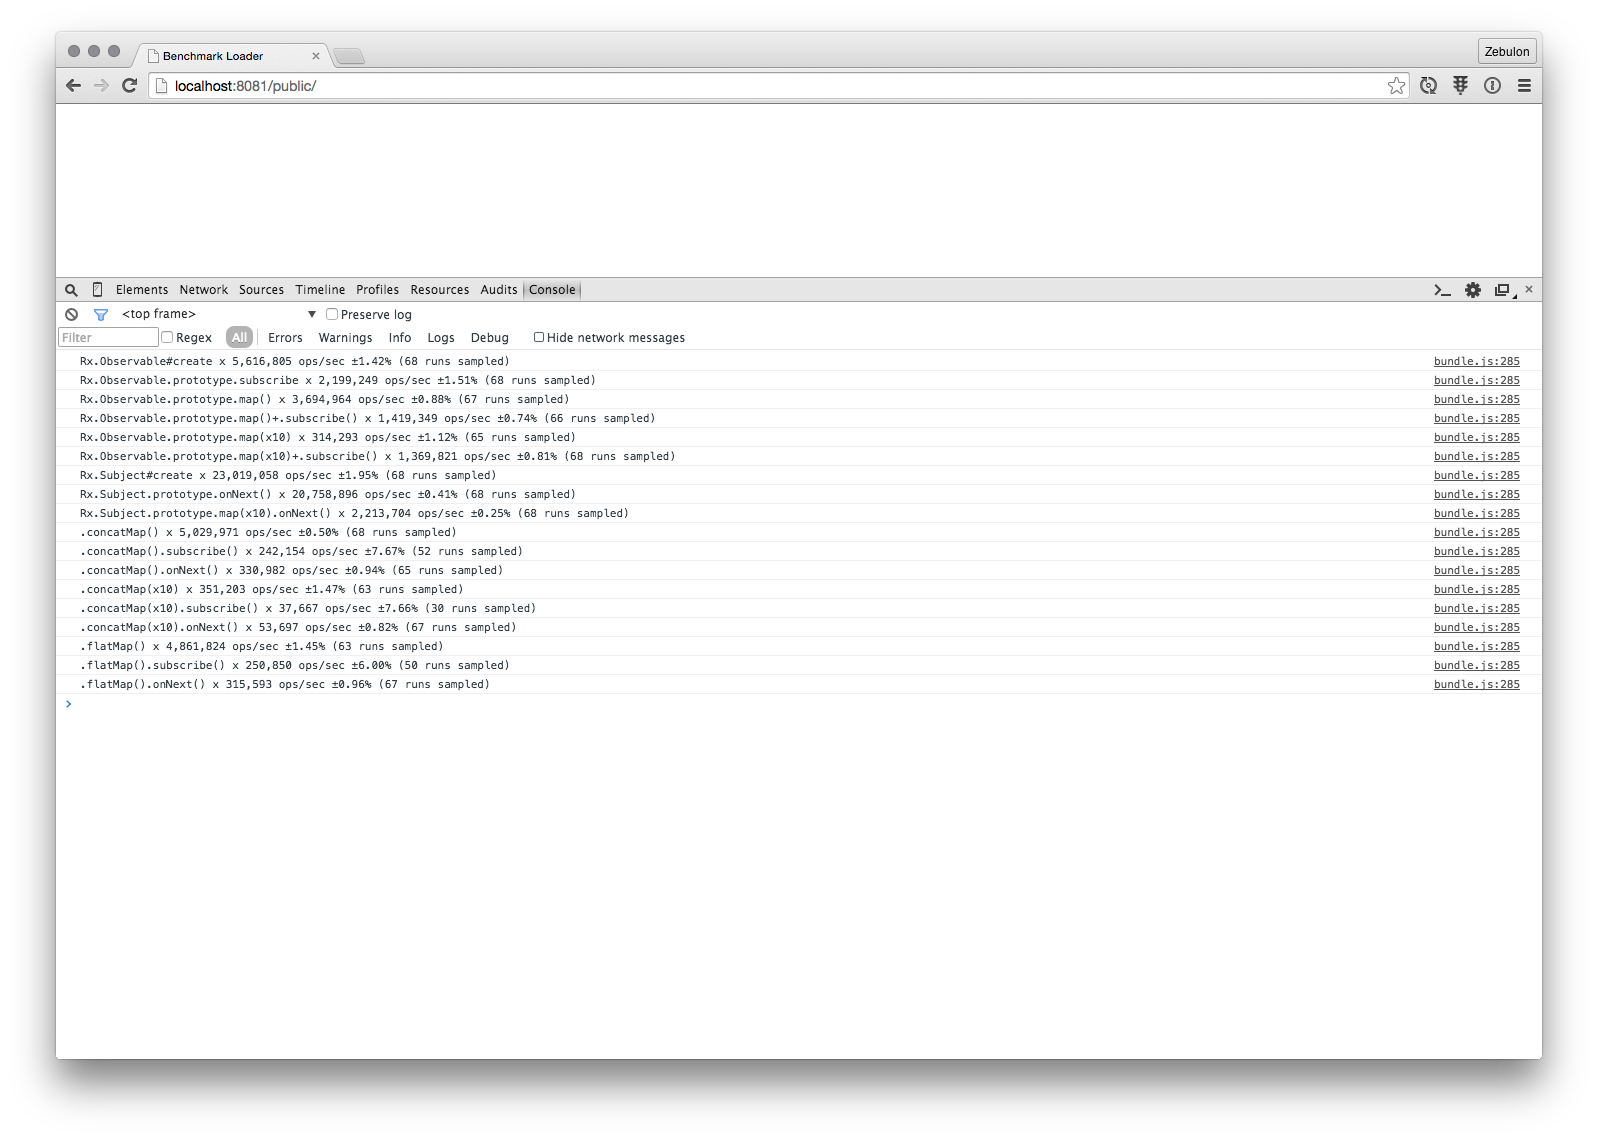 Benchmark Loader
Zebulon
localhost:8081/public/
Elements Network Sources Timeline Profiles Resources Audits Console
<top frame> Preserve log
Filter Regex All Errors Warnings Info Logs Debug Hide network messages
Rx.Observable#create x 5,616,805 ops/sec ±1.42% (68 runs sampled) bundle.js:285
Rx.Observable.prototype.subscribe x 2,199,249 ops/sec ±1.51% (68 runs sampled) bundle.js:285
Rx.Observable.prototype.map() x 3,694,964 ops/sec ±0.88% (67 runs sampled) bundle.js:285
Rx.Observable.prototype.map()+.subscribe() x 1,419,349 ops/sec ±0.74% (66 runs sampled) bundle.js:285
Rx.Observable.prototype.map(x10) x 314,293 ops/sec ±1.12% (65 runs sampled) bundle.js:285
Rx.Observable.prototype.map(x10)+.subscribe() x 1,369,821 ops/sec ±0.81% (68 runs sampled) bundle.js:285
Rx.Subject#create x 23,019,058 ops/sec ±1.95% (68 runs sampled) bundle.js:285
Rx.Subject.prototype.onNext() x 20,758,896 ops/sec ±0.41% (68 runs sampled) bundle.js:285
Rx.Subject.prototype.map(x10).onNext() x 2,213,704 ops/sec ±0.25% (68 runs sampled) bundle.js:285
.concatMap() x 5,029,971 ops/sec ±0.50% (68 runs sampled) bundle.js:285
.concatMap().subscribe() x 242,154 ops/sec ±7.67% (52 runs sampled) bundle.js:285
.concatMap().onNext() x 330,982 ops/sec ±0.94% (65 runs sampled) bundle.js:285
.concatMap(x10) x 351,203 ops/sec ±1.47% (63 runs sampled) bundle.js:285
.concatMap(x10).subscribe() x 37,667 ops/sec ±7.66% (30 runs sampled) bundle.js:285
.concatMap(x10).onNext() x 53,697 ops/sec ±0.82% (67 runs sampled) bundle.js:285
.flatMap() x 4,861,824 ops/sec ±1.45% (63 runs sampled) bundle.js:285
.flatMap().subscribe() x 250,850 ops/sec ±6.00% (50 runs sampled) bundle.js:285
.flatMap().onNext() x 315,593 ops/sec ±0.96% (67 runs sampled) bundle.js:285